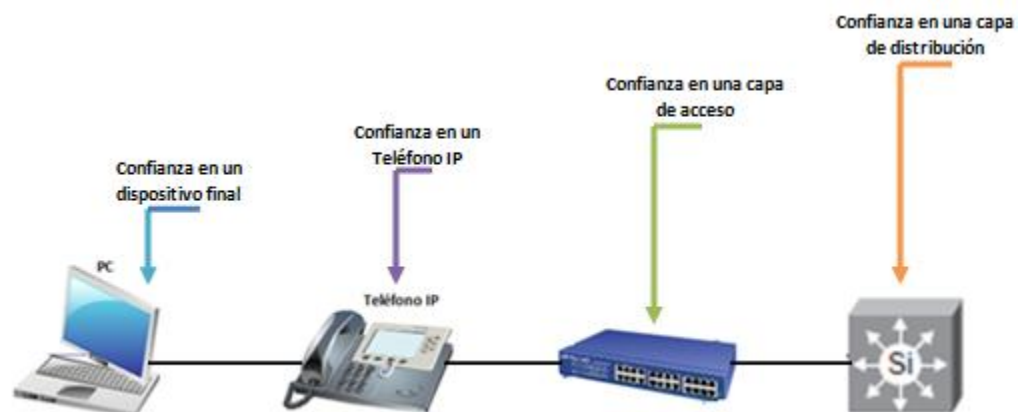 Confianza en una capa
de distribución
Confianza en una capa
de acceso
Confianza en un
Teléfono IP
Confianza en un
dispositivo final
PC
Teléfono IP
Si